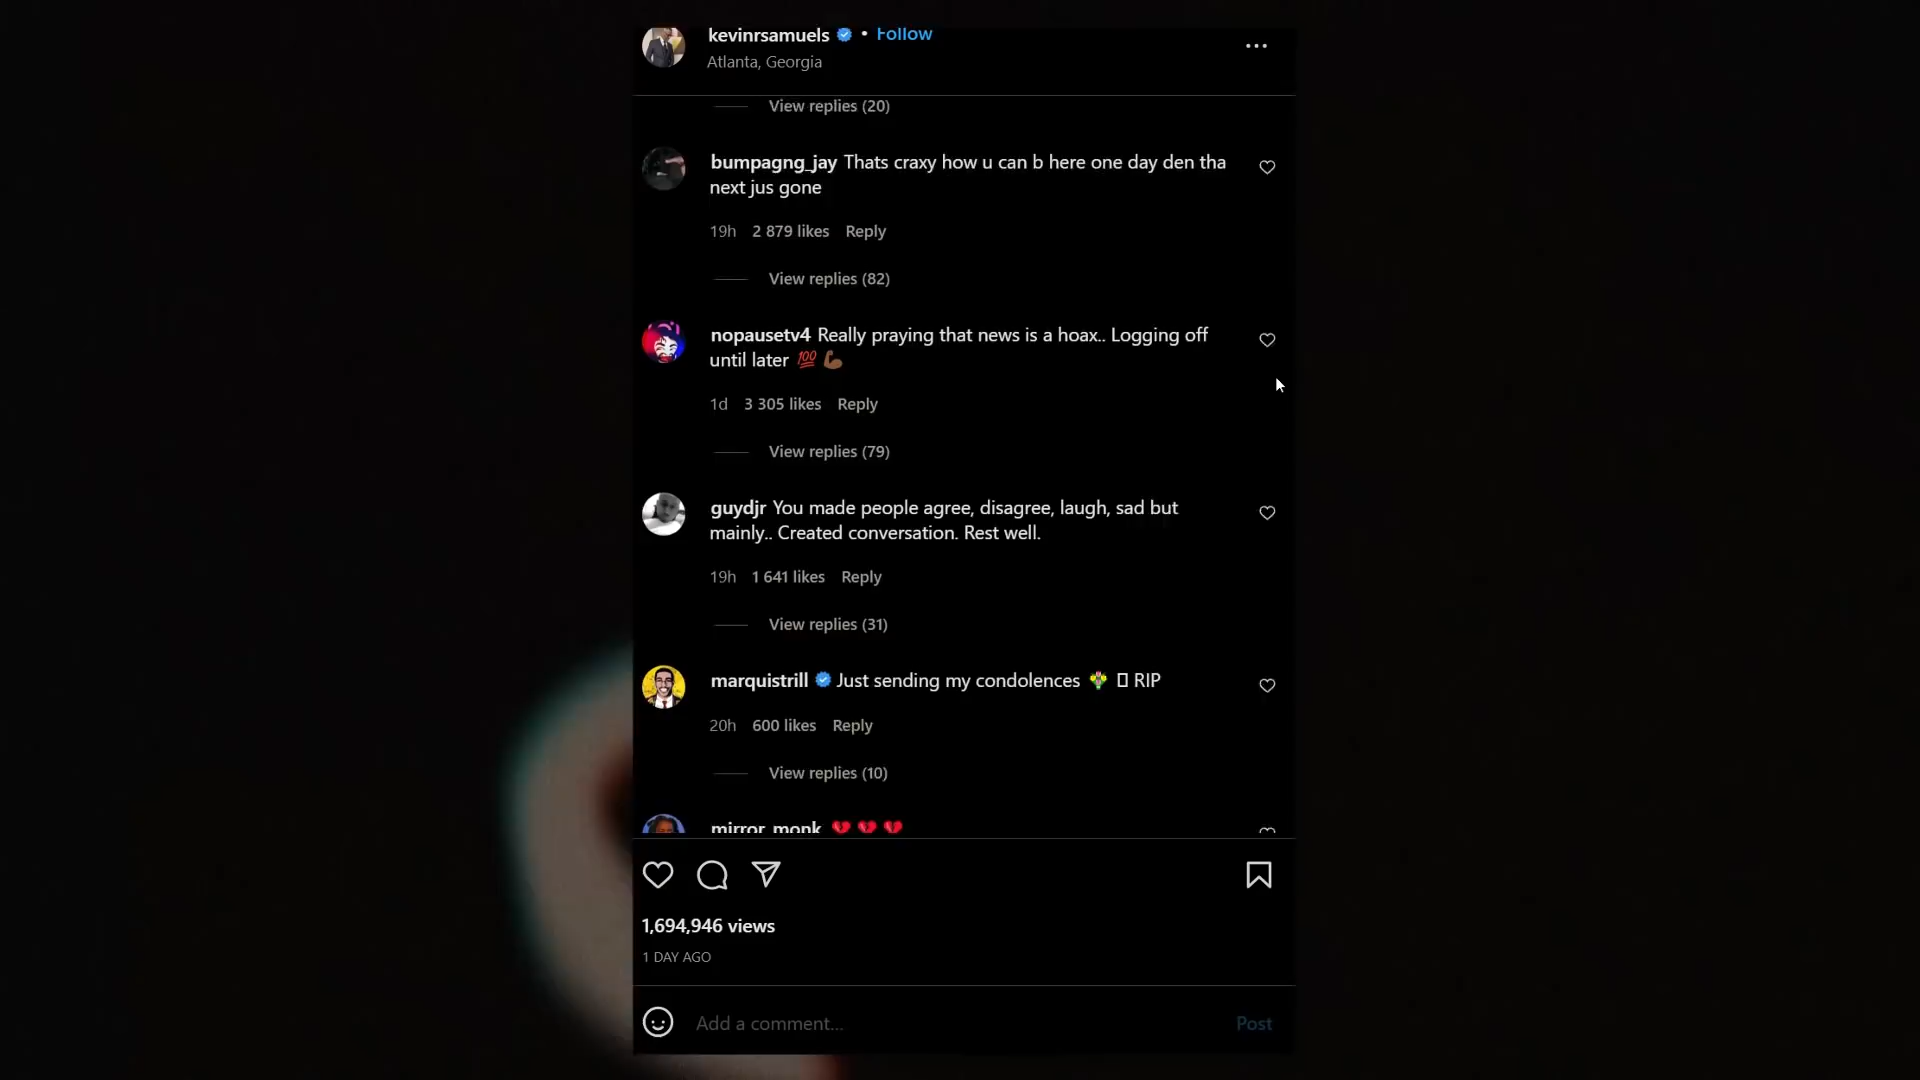 kevinrsamuels • Follow
Atlanta, Georgia
View replies (20)
bumpagng_jay Thats craxy how u can b here one day den tha
next jus gone
19h 2 879 likes Reply
View replies (82)
nopausetv4 Really praying that news is a hoax.. Logging off
until later 💯 💪🏾
1d 3 305 likes Reply
View replies (79)
guydjr You made people agree, disagree, laugh, sad but
mainly.. Created conversation. Rest well.
19h 1 641 likes Reply
View replies (31)
marquistrill Just sending my condolences 💐 RIP
20h 600 likes Reply
View replies (10)
mirror_monk 💔 💔 💔
1,694,946 views
1 DAY AGO
Add a comment...
Post